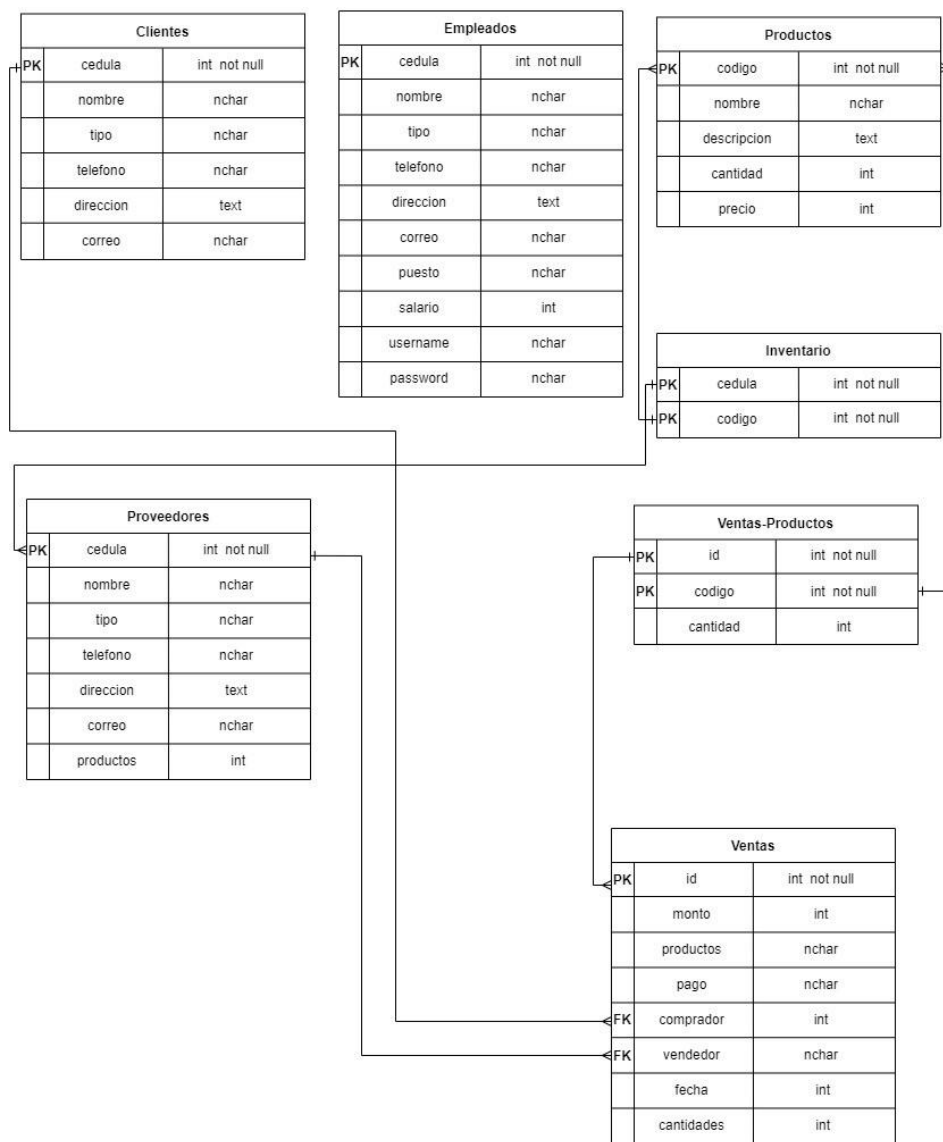 Clientes
PK cedula int not null
nombre nchar
tipo nchar
telefono nchar
direccion text
correo nchar
Empleados
PK cedula int not null
nombre nchar
tipo nchar
telefono nchar
direccion text
correo nchar
puesto nchar
salario int
username nchar
password nchar
Productos
PK codigo int not null
nombre nchar
descripcion text
cantidad int
precio int
Inventario
PK cedula int not null
PK codigo int not null
Proveedores
PK cedula int not null
nombre nchar
tipo nchar
telefono nchar
direccion text
correo nchar
productos int
Ventas-Productos
PK id int not null
PK codigo int not null
cantidad int
Ventas
PK id int not null
monto int
productos nchar
pago nchar
FK comprador int
FK vendedor nchar
fecha int
cantidades int